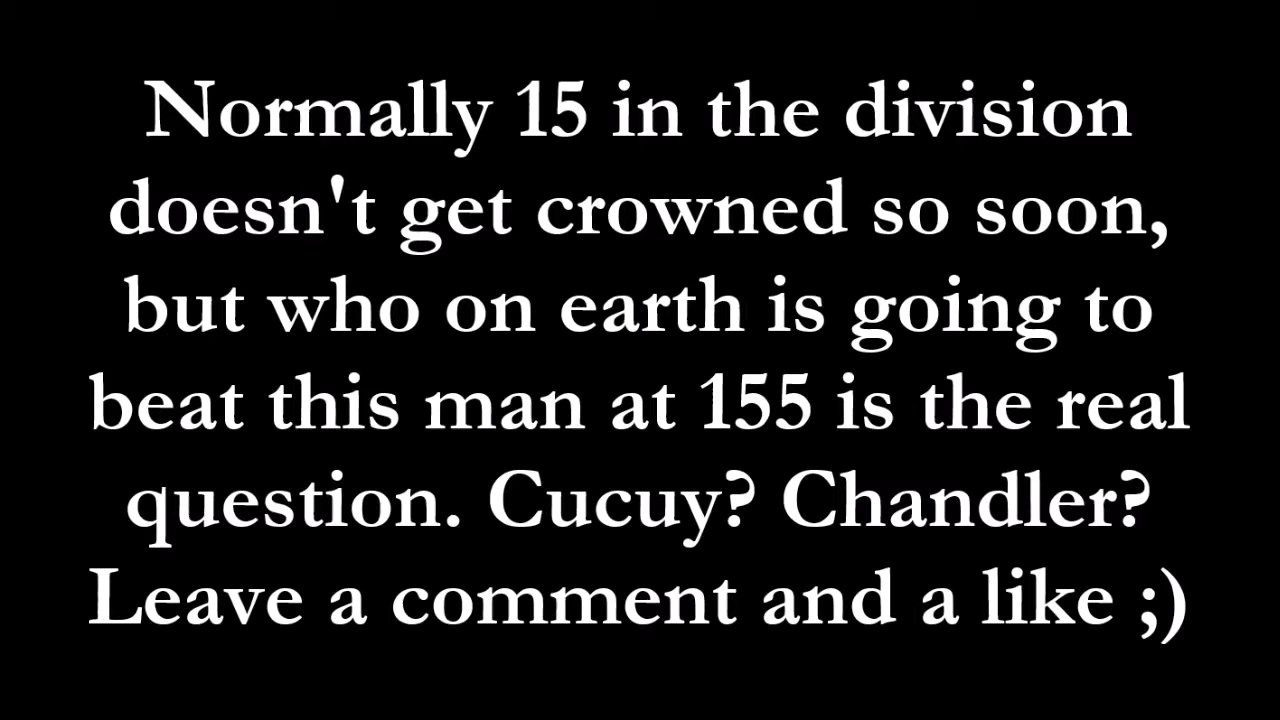 Normally 15 in the division
doesn't get crowned so soon,
but who on earth is going to
beat this man at 155 is the real
question. Cucuy? Chandler?
Leave a comment and a like ;)